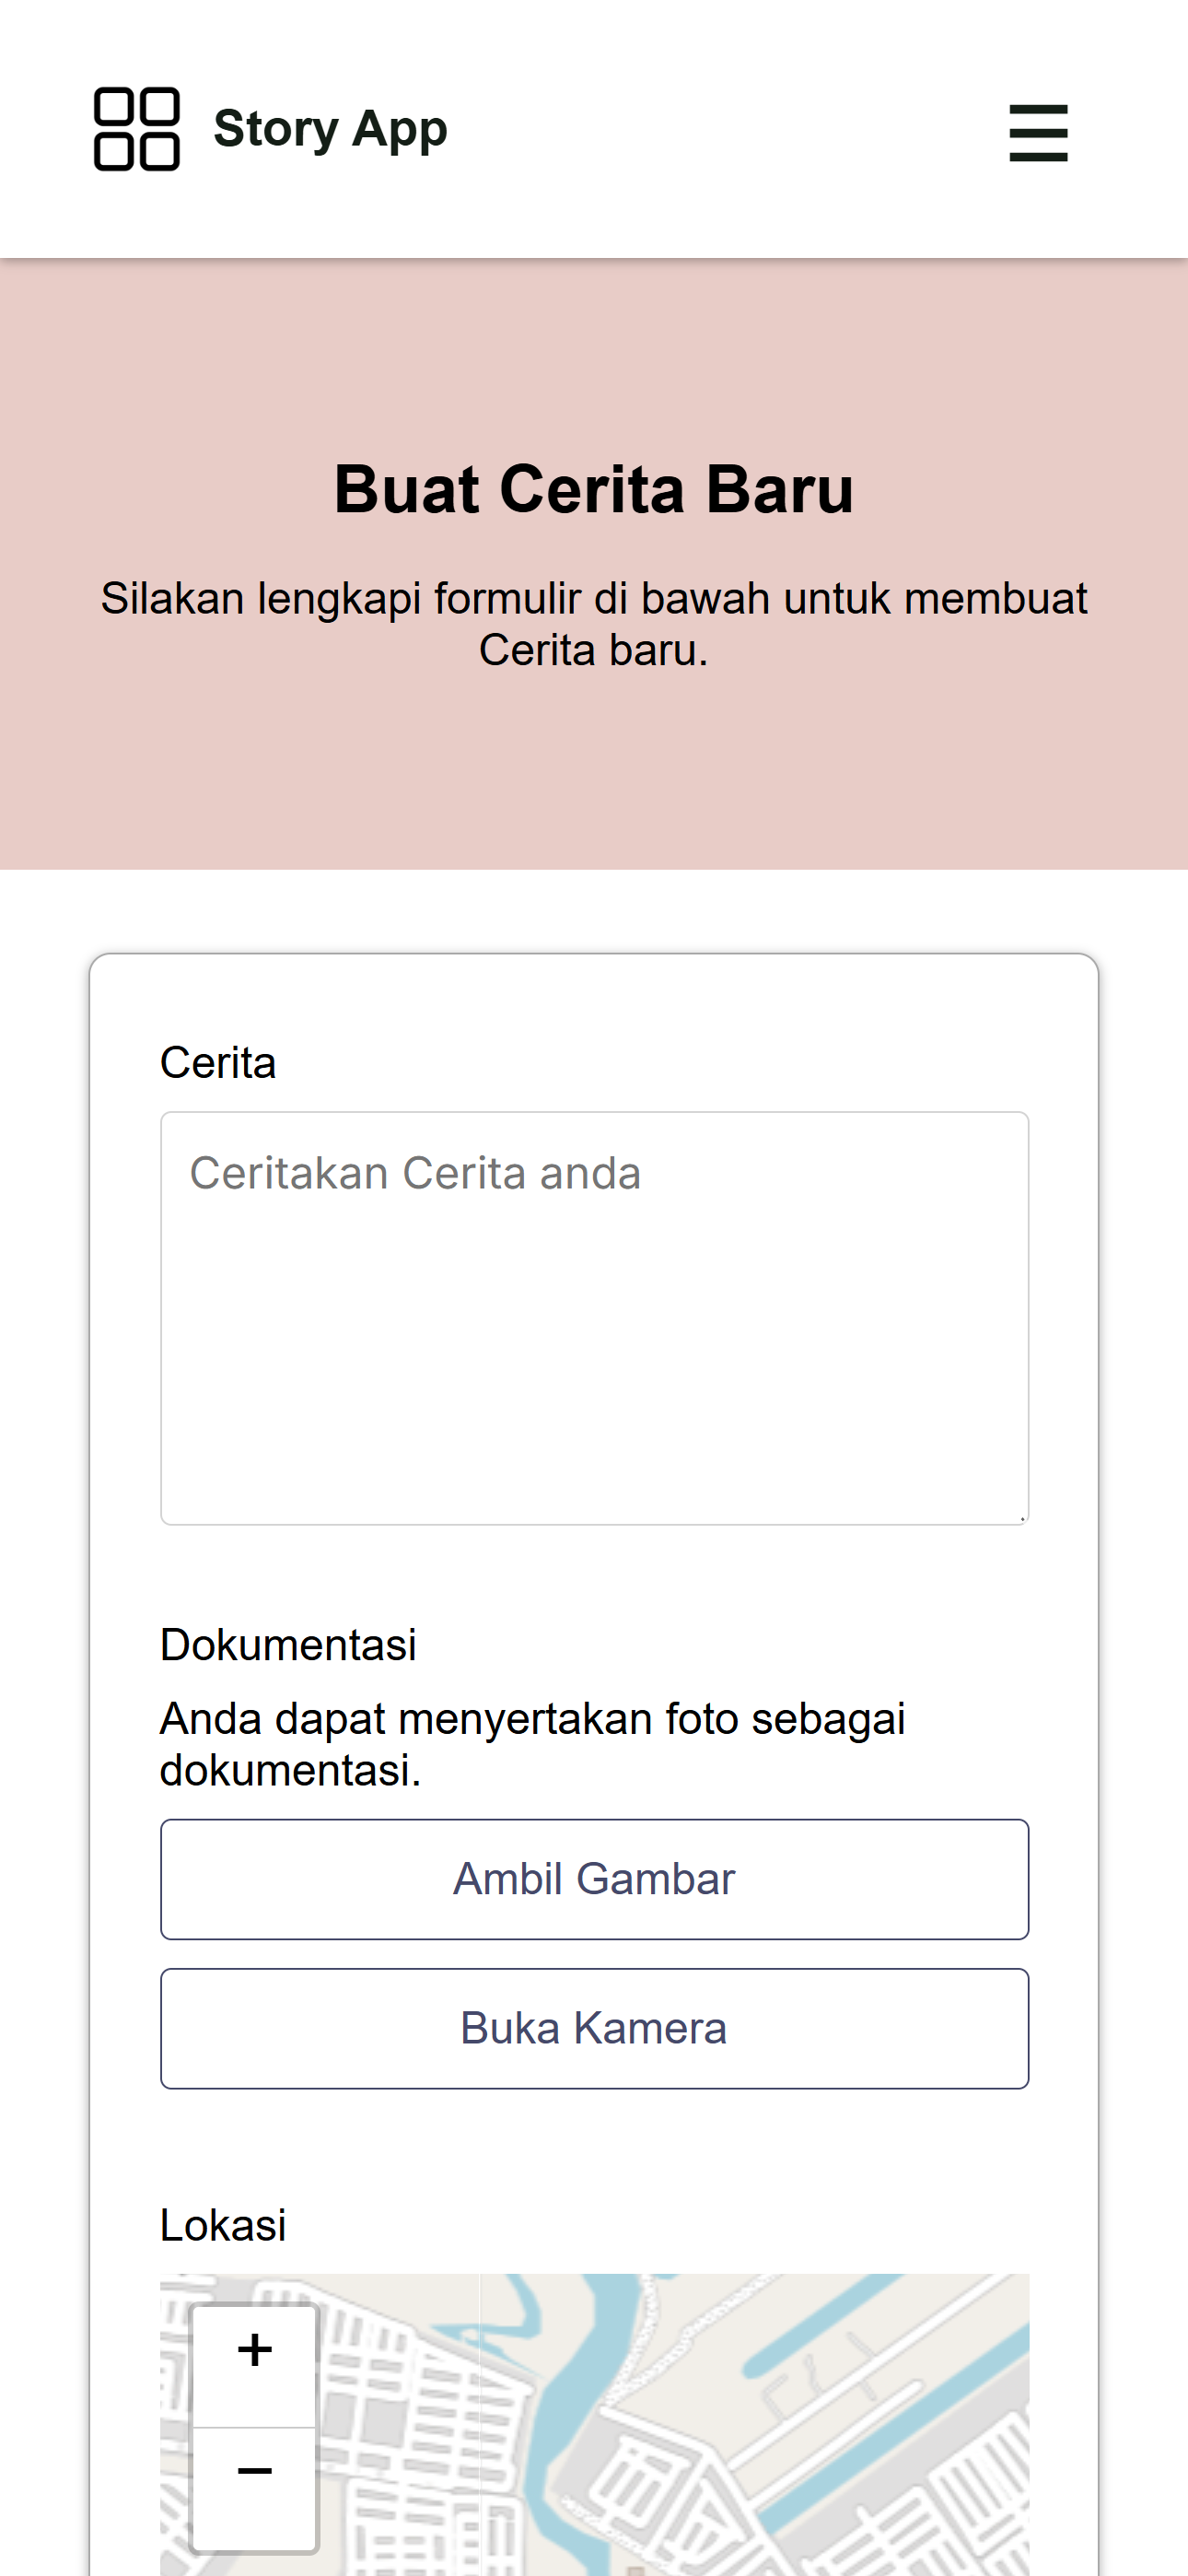 Story App
Buat Cerita Baru
Silakan lengkapi formulir di bawah untuk membuat
Cerita baru.
Cerita
Ceritakan Cerita anda
Dokumentasi
Anda dapat menyertakan foto sebagai
dokumentasi.
Ambil Gambar
Buka Kamera
Lokasi
+
−